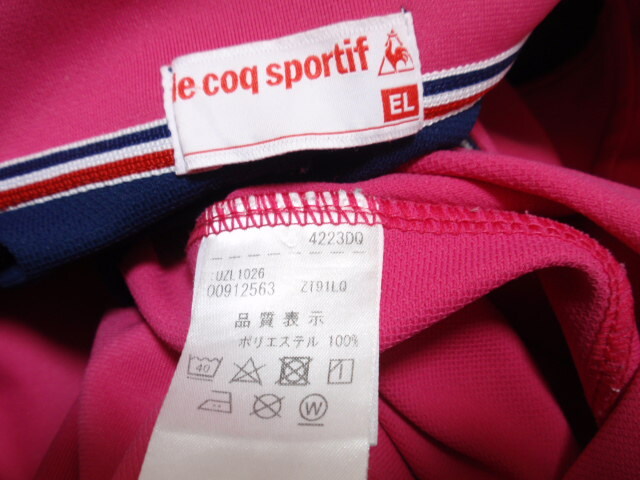 le coq sportif
EL
4223DQ
:UZL1026
00912563 ZT91LQ
品質表示
ポリエステル 100%
40
W